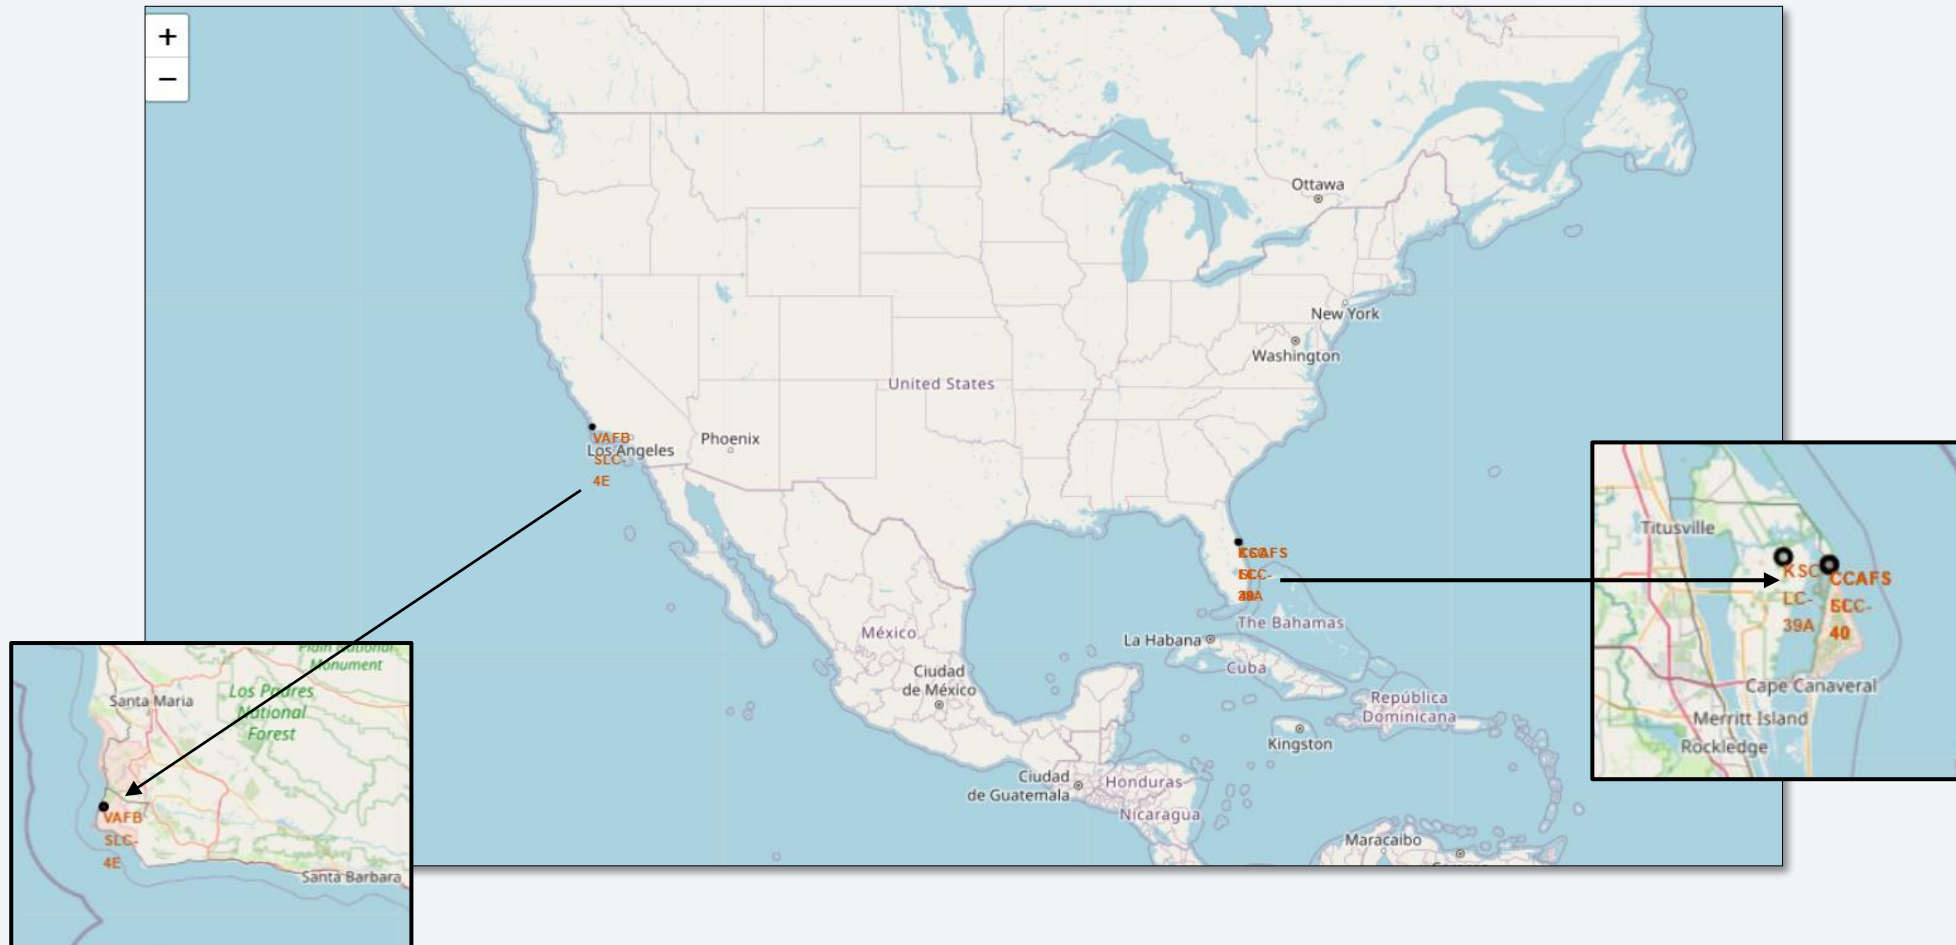 +
−
Ottawa
New York
Washington
United States
Phoenix
VAFB
Los Angeles
SLC-
4E
The Bahamas
La Habana
Cuba
México
Ciudad
de México
República
Dominicana
Kingston
Ciudad
de Guatemala
Honduras
Nicaragua
Maracaibo
Titusville
KSC
LC-
39A
CCAFS
40
Cape Canaveral
Merritt Island
Rockledge
Monument
Santa Maria
Los Padres
National
Forest
VAFB
SLC-
4E
Santa Barbara